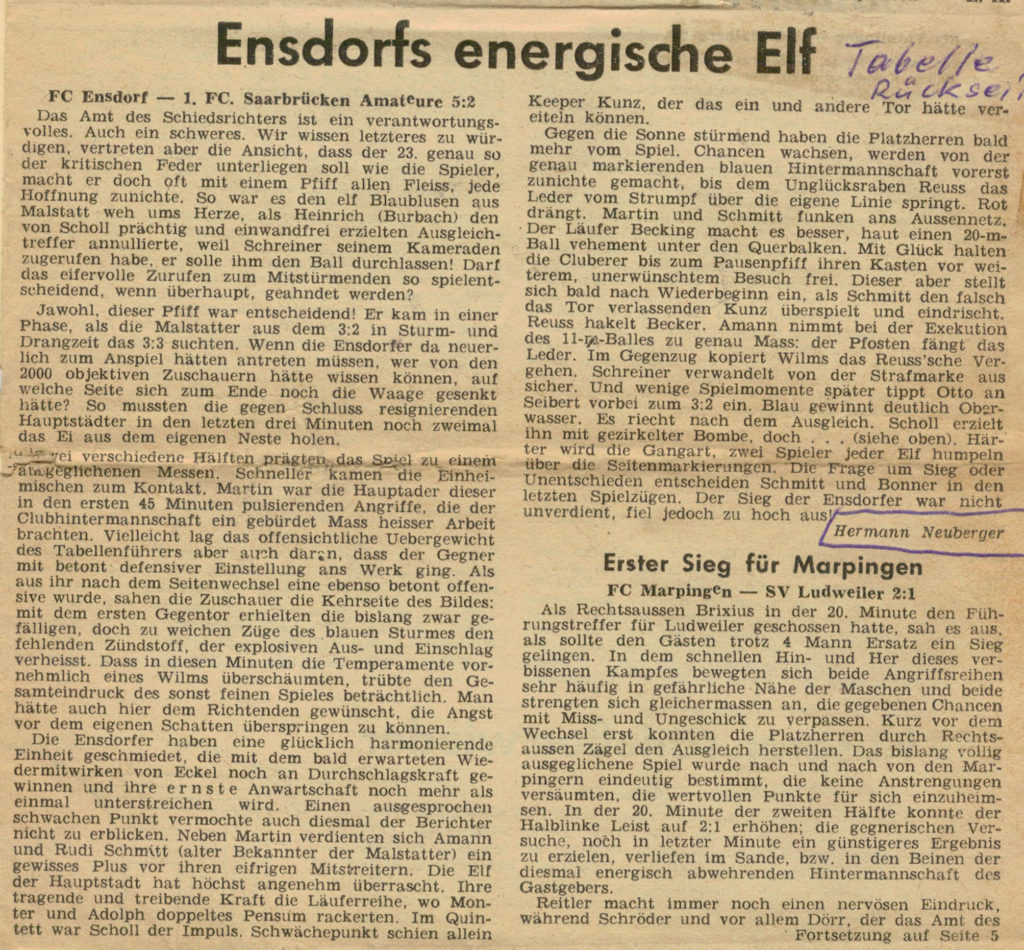 Ensdorfs energische Elf
Tabelle
Rücksei
FC Ensdorf — 1. FC. Saarbrücken Amateure 5:2
Das Amt des Schiedsrichters ist ein verantwortungs-
volles. Auch ein schweres. Wir wissen letzteres zu wür-
digen, vertreten aber die Ansicht, dass der 23. genau so
der kritischen Feder unterliegen soll wie die Spieler,
macht er doch oft mit einem Pfiff allen Fleiss, jede
Hoffnung zunichte. So war es den elf Blaublusen aus
Malstatt weh ums Herze, als Heinrich (Burbach) den
von Scholl prächtig und einwandfrei erzielten Ausgleich-
treffer annullierte, weil Schreiner seinem Kameraden
zugerufen habe, er solle ihm den Ball durchlassen! Darf
das eifervolle Zurufen zum Mitstürmenden so spielent-
scheidend, wenn überhaupt, geahndet werden?
Jawohl, dieser Pfiff war entscheidend! Er kam in einer
Phase, als die Malstatter aus dem 3:2 in Sturm- und
Drangzeit das 3:3 suchten. Wenn die Ensdorfer da neuer-
lich zum Anspiel hätten antreten müssen, wer von den
2000 objektiven Zuschauern hätte wissen können, auf
welche Seite sich zum Ende noch die Waage gesenkt
hätte? So mussten die gegen Schluss resignierenden
Hauptstädter in den letzten drei Minuten noch zweimal
das Ei aus dem eigenen Neste holen.
verschiedene Hälften prägten das Spiel zu einem
Messen. Schneller kamen die Einhei-
mischen zum Kontakt. Martin war die Hauptader dieser
in den ersten 45 Minuten pulsierenden Angriffe, die der
Clubhintermannschaft ein gebürdet Mass heisser Arbeit
brachten. Vielleicht lag das offensichtliche Uebergewicht
des Tabellenführers aber auch daran, dass der Gegner
mit betont defensiver Einstellung ans Werk ging. Als
aus ihr nach dem Seitenwechsel eine ebenso betont offen-
sive wurde, sahen die Zuschauer die Kehrseite des Bildes:
mit dem ersten Gegentor erhielten die bislang zwar ge-
fälligen, doch zu weichen Züge des blauen Sturmes den
fehlenden Zündstoff, der explosiven Aus- und Einschlag
verheisst. Dass in diesen Minuten die Temperamente vor-
nehmlich eines Wilms überschäumten, trübte den Ge-
samteindruck des sonst feinen Spieles beträchtlich. Man
hätte auch hier dem Richtenden gewünscht, die Angst
vor dem eigenen Schatten überspringen zu können.
Die Ensdorfer haben eine glücklich harmonierende
Einheit geschmiedet, die mit dem bald erwarteten Wie-
dermitwirken von Eckel noch an Durchschlagskraft ge-
winnen und ihre ernste Anwartschaft noch mehr als
einmal unterstreichen wird. Einen ausgesprochen
schwachen Punkt vermochte auch diesmal der Berichter
nicht zu erblicken. Neben Martin verdienten sich Amann
und Rudi Schmitt (alter Bekannter der Malstatter) ein
gewisses Plus vor ihren eifrigen Mitstreitern. Die Elf
der Hauptstadt hat höchst angenehm überrascht. Ihre
tragende und treibende Kraft die Läuferreihe, wo Mon-
ter und Adolph doppeltes Pensum rackerten. Im Quin-
tett war Scholl der Impuls. Schwächepunkt schien allein
Keeper Kunz, der das ein und andere Tor hätte ver-
eiteln können.
Gegen die Sonne stürmend haben die Platzherren bald
mehr vom Spiel. Chancen wachsen, werden von der
genau markierenden blauen Hintermannschaft vorerst
zunichte gemacht, bis dem Unglücksraben Reuss das
Leder vom Strumpf über die eigene Linie springt. Rot
drängt. Martin und Schmitt funken ans Aussennetz.
Der Läufer Becking macht es besser, haut einen 20-m-
Ball vehement unter den Querbalken. Mit Glück halten
die Cluberer bis zum Pausenpfiff ihren Kasten vor wei-
terem, unerwünschtem Besuch frei. Dieser aber stellt
sich bald nach Wiederbeginn ein, als Schmitt den falsch
das Tor verlassenden Kunz überspielt und eindrischt.
Reuss hakelt Becker. Amann nimmt bei der Exekution
des 11-m-Balles zu genau Mass: der Pfosten fängt das
Leder. Im Gegenzug kopiert Wilms das Reuss'sche Ver-
gehen. Schreiner verwandelt von der Strafmarke aus
sicher. Und wenige Spielmomente später tippt Otto an
Seibert vorbei zum 3:2 ein. Blau gewinnt deutlich Ober-
wasser. Es riecht nach dem Ausgleich. Scholl erzielt
ihn mit gezirkelter Bombe, doch . . . (siehe oben). Här-
ter wird die Gangart, zwei Spieler jeder Elf humpeln
über die Seitenmarkierungen. Die Frage um Sieg oder
Unentschieden entscheiden Schmitt und Bonner in den
letzten Spielzügen. Der Sieg der Ensdorfer war nicht
unverdient, fiel jedoch zu hoch aus!
Hermann Neuberger
Erster Sieg für Marpingen
FC Marpingen — SV Ludweiler 2:1
Als Rechtsaussen Brixius in der 20. Minute den Füh-
rungstreffer für Ludweiler geschossen hatte, sah es aus,
als sollte den Gästen trotz 4 Mann Ersatz ein Sieg
gelingen. In dem schnellen Hin- und Her dieses ver-
bissenen Kampfes bewegten sich beide Angriffsreihen
sehr häufig in gefährliche Nähe der Maschen und beide
strengten sich gleichermassen an, die gegebenen Chancen
mit Miss- und Ungeschick zu verpassen. Kurz vor dem
Wechsel erst konnten die Platzherren durch Rechts-
aussen Zägel den Ausgleich herstellen. Das bislang völlig
ausgeglichene Spiel wurde nach und nach von den Mar-
pingern eindeutig bestimmt, die keine Anstrengungen
versäumten, die wertvollen Punkte für sich einzuheim-
sen. In der 20. Minute der zweiten Hälfte konnte der
Halblinke Leist auf 2:1 erhöhen; die gegnerischen Ver-
suche, noch in letzter Minute ein günstigeres Ergebnis
zu erzielen, verliefen im Sande, bzw. in den Beinen der
diesmal energisch abwehrenden Hintermannschaft des
Gastgebers.
Reitler macht immer noch einen nervösen Eindruck,
während Schröder und vor allem Dörr, der das Amt des
Fortsetzung auf Seite 5